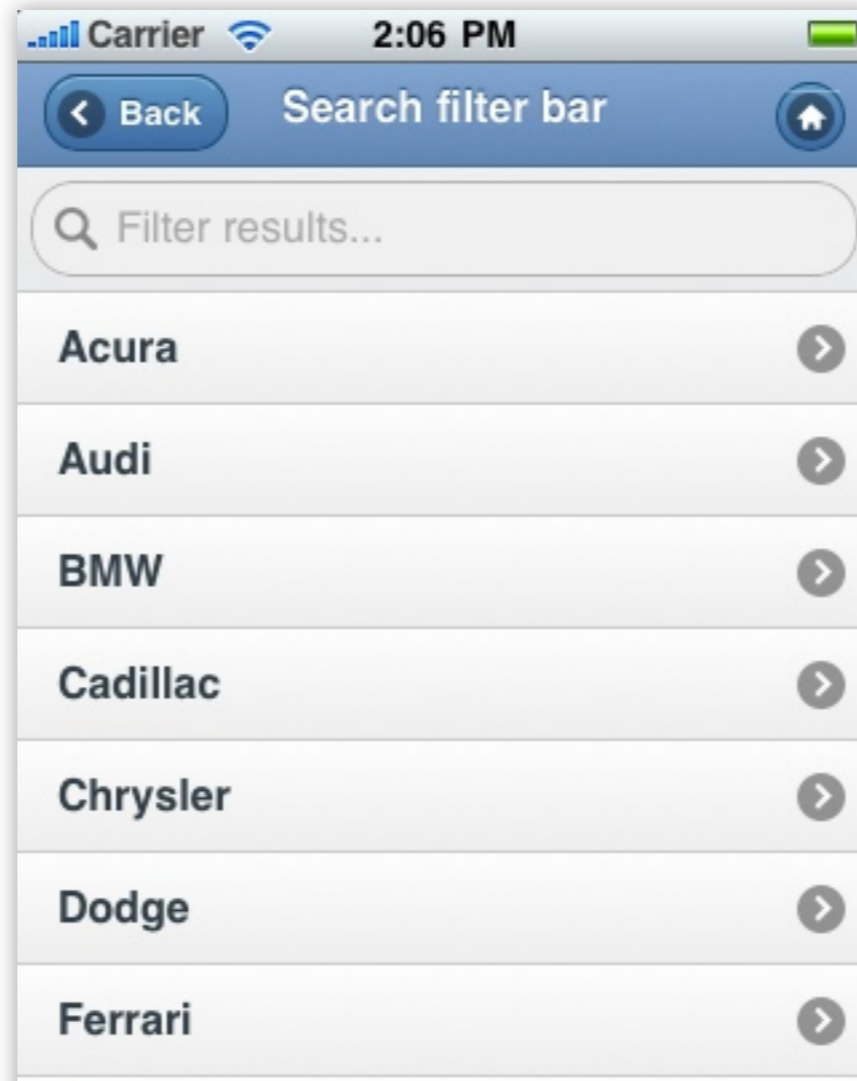 Carrier 2:06 PM
Back Search filter bar
Filter results...
Acura
Audi
BMW
Cadillac
Chrysler
Dodge
Ferrari